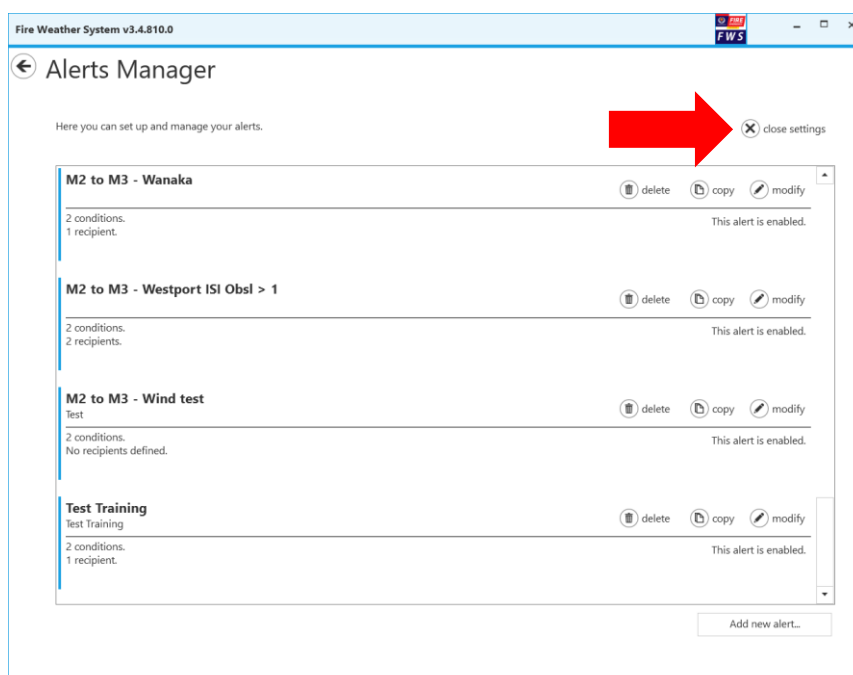 Fire Weather System v3.4.810.0
FIRE
FWS
Alerts Manager
Here you can set up and manage your alerts.
close settings
M2 to M3 - Wanaka
delete copy modify
2 conditions.
This alert is enabled.
1 recipient.
M2 to M3 - Westport ISI Obsl > 1
delete copy modify
2 conditions.
This alert is enabled.
2 recipients.
M2 to M3 - Wind test
Test
delete copy modify
2 conditions.
This alert is enabled.
No recipients defined.
Test Training
Test Training
delete copy modify
2 conditions.
This alert is enabled.
1 recipient.
Add new alert...